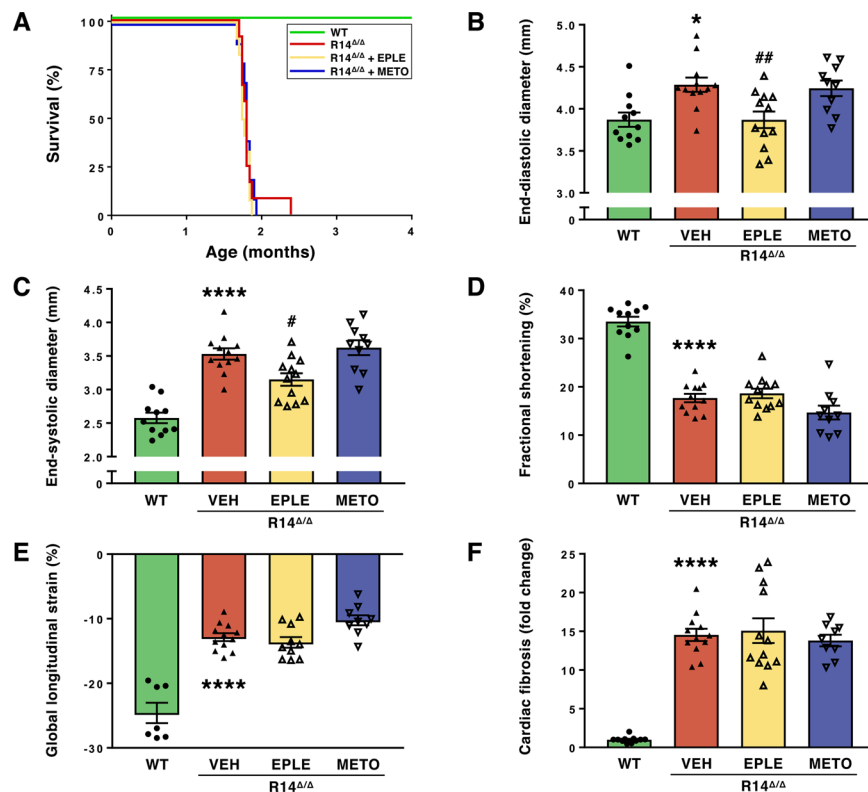 A
Survival (%)
100
75
50
25
0
0
1
2
3
4
Age (months)
WT
R14Δ/Δ
R14Δ/Δ + EPLE
R14Δ/Δ + METO
B
End-diastolic diameter (mm)
5.0
4.5
4.0
3.5
3.0
0
*
##
WT
VEH
EPLE
METO
R14Δ/Δ
C
End-systolic diameter (mm)
4.5
4.0
3.5
3.0
2.5
2.0
0
****
#
WT
VEH
EPLE
METO
R14Δ/Δ
D
Fractional shortening (%)
40
30
20
10
0
****
WT
VEH
EPLE
METO
R14Δ/Δ
E
Global longitudinal strain (%)
0
-10
-20
-30
****
WT
VEH
EPLE
METO
R14Δ/Δ
F
Cardiac fibrosis (fold change)
25
20
15
10
5
0
****
WT
VEH
EPLE
METO
R14Δ/Δ